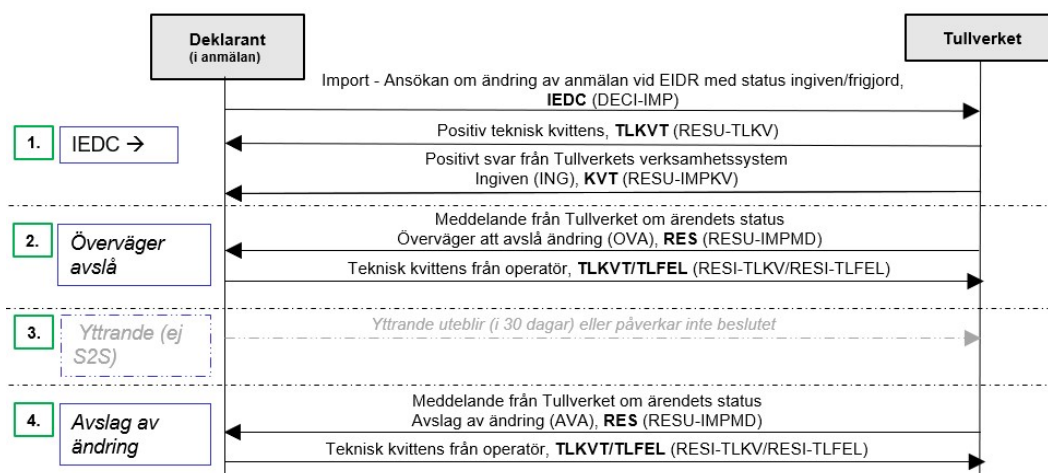 Deklarant
(i anmälan)
Tullverket
Import - Ansökan om ändring av anmälan vid EIDR med status ingiven/frigjord,
IEDC (DECI-IMP)
1.
IEDC →
Positiv teknisk kvittens, TLKVT (RESU-TLKV)
Positivt svar från Tullverkets verksamhetssystem
Ingiven (ING), KVT (RESU-IMPKV)
2.
Överväger
avslå
Meddelande från Tullverket om ärendets status
Överväger att avslå ändring (OVA), RES (RESU-IMPMD)
Teknisk kvittens från operatör, TLKVT/TLFEL (RESI-TLKV/RESI-TLFEL)
3.
Yttrande (ej
S2S)
Yttrande uteblir (i 30 dagar) eller påverkar inte beslutet
4.
Avslag av
ändring
Meddelande från Tullverket om ärendets status
Avslag av ändring (AVA), RES (RESU-IMPMD)
Teknisk kvittens från operatör, TLKVT/TLFEL (RESI-TLKV/RESI-TLFEL)